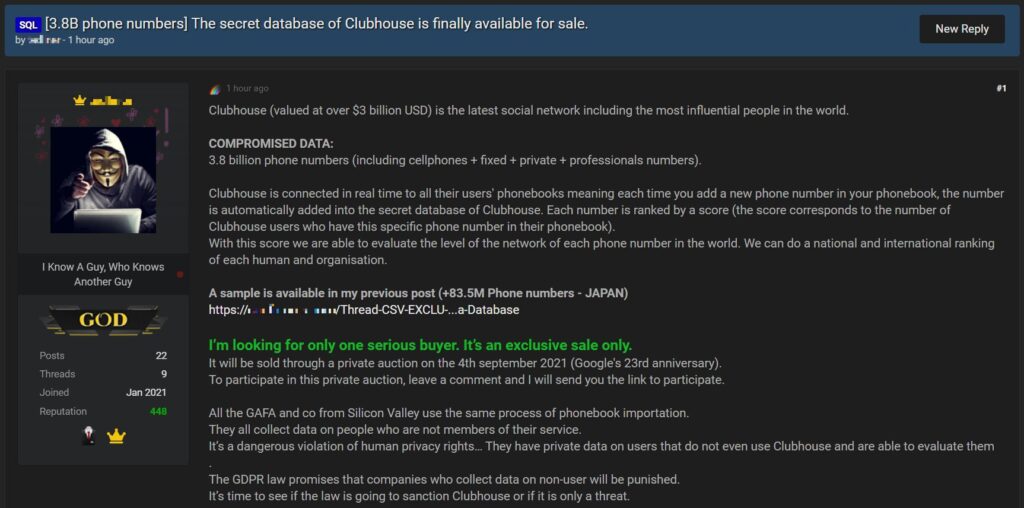 SQL [3.8B phone numbers] The secret database of Clubhouse is finally available for sale.
by - 1 hour ago
New Reply
1 hour ago
#1
Clubhouse (valued at over $3 billion USD) is the latest social network including the most influential people in the world.
COMPROMISED DATA:
3.8 billion phone numbers (including cellphones + fixed + private + professionals numbers).
Clubhouse is connected in real time to all their users' phonebooks meaning each time you add a new phone number in your phonebook, the number
is automatically added into the secret database of Clubhouse. Each number is ranked by a score (the score corresponds to the number of
Clubhouse users who have this specific phone number in their phonebook).
With this score we are able to evaluate the level of the network of each phone number in the world. We can do a national and international ranking
of each human and organisation.
I Know A Guy, Who Knows
Another Guy
GOD
Posts 22
Threads 9
Joined Jan 2021
Reputation 448
A sample is available in my previous post (+83.5M Phone numbers - JAPAN)
https:// /Thread-CSV-EXCLU-...a-Database
I'm looking for only one serious buyer. It's an exclusive sale only.
It will be sold through a private auction on the 4th september 2021 (Google's 23rd anniversary).
To participate in this private auction, leave a comment and I will send you the link to participate.
All the GAFA and co from Silicon Valley use the same process of phonebook importation.
They all collect data on people who are not members of their service.
It's a dangerous violation of human privacy rights... They have private data on users that do not even use Clubhouse and are able to evaluate them
.
The GDPR law promises that companies who collect data on non-user will be punished.
It's time to see if the law is going to sanction Clubhouse or if it is only a threat.